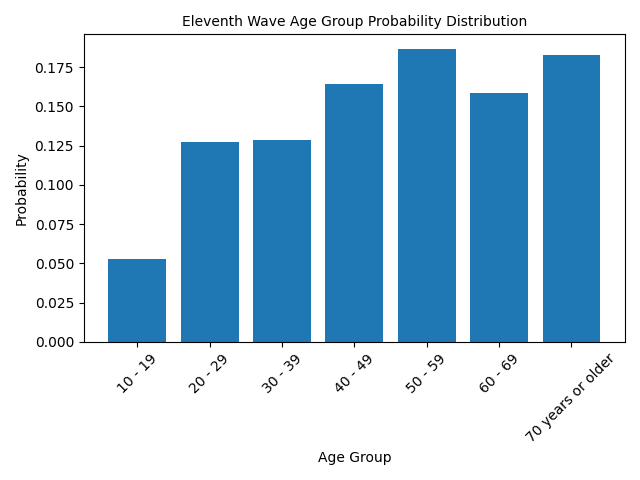 Eleventh Wave Age Group Probability Distribution
Probability
0.175
0.150
0.125
0.100
0.075
0.050
0.025
0.000
10 - 19
20 - 29
30 - 39
40 - 49
50 - 59
60 - 69
70 years or older
Age Group